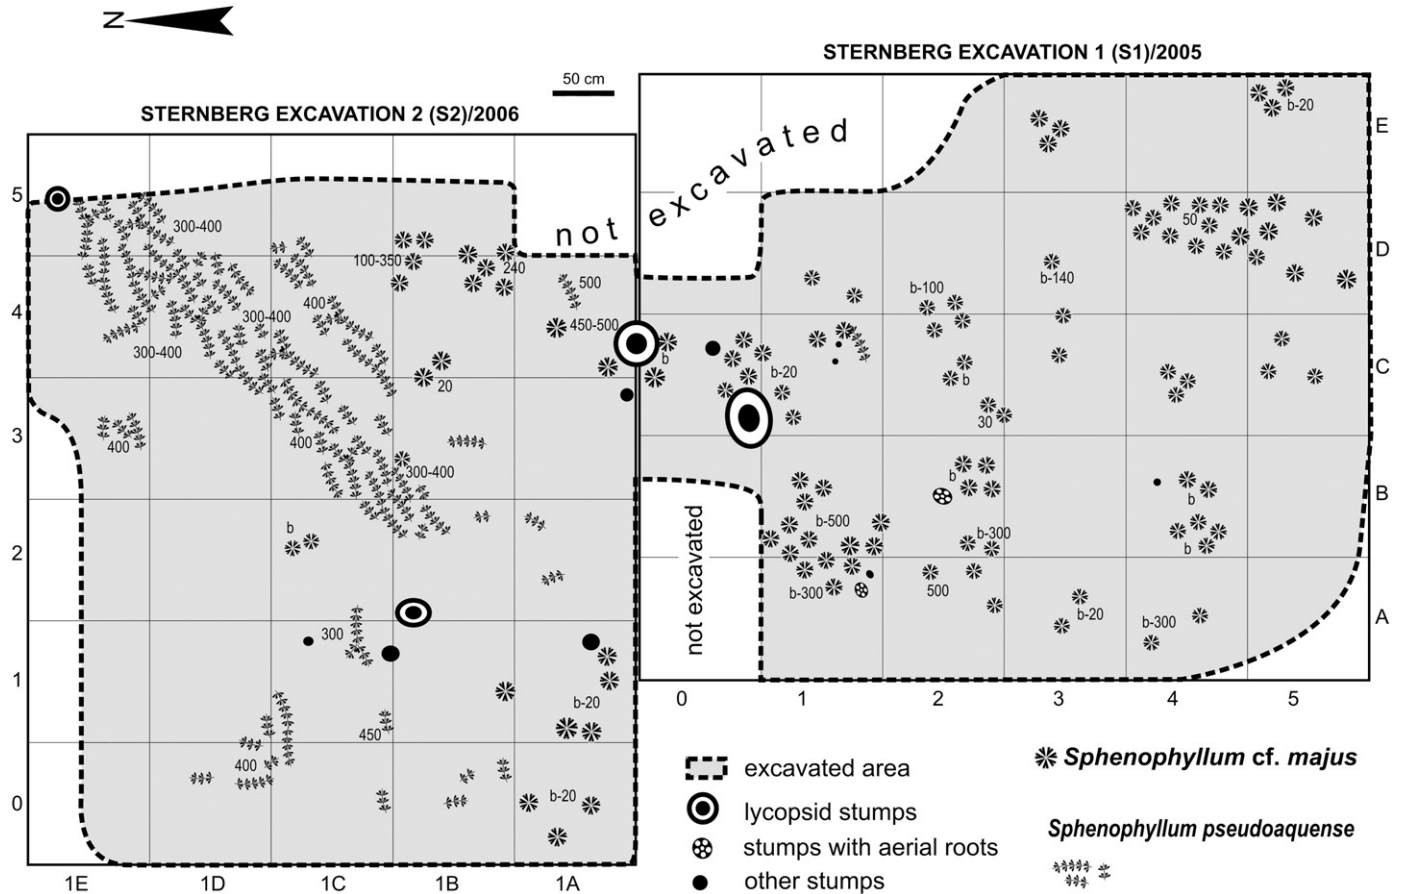 N
STERNBERG EXCAVATION 1 (S1)/2005
50 cm
STERNBERG EXCAVATION 2 (S2)/2006
not excavated
E
b-20
5
300-400
50
D
100-350
240
500
b-140
b-100
4
400
300-400
450-500
300-400
b
b-20
C
20
b
30
3
400
400
300-400
b
B
b
b-500
not excavated
b
2
b-300
b
b-300
500
b-20
b-300
A
300
1
b-20
0
1
2
3
4
5
450
400
b-20
0
1E
1D
1C
1B
1A
excavated area
lycopsid stumps
stumps with aerial roots
other stumps
Sphenophyllum cf. majus
Sphenophyllum pseudoaquense